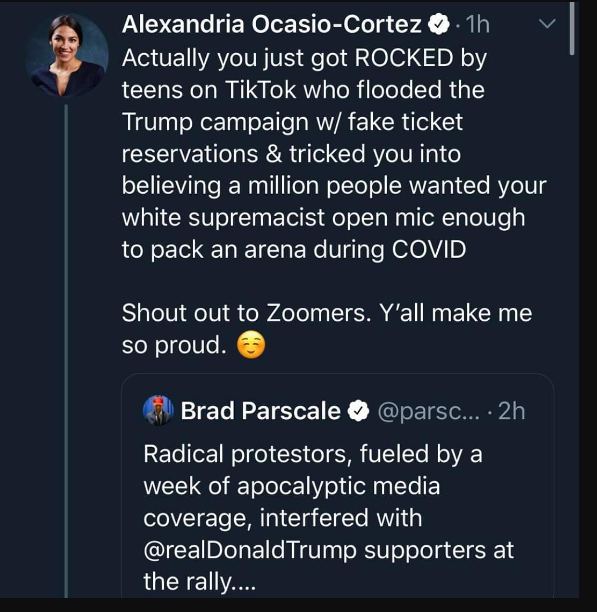 Alexandria Ocasio-Cortez · 1h
Actually you just got ROCKED by
teens on TikTok who flooded the
Trump campaign w/ fake ticket
reservations & tricked you into
believing a million people wanted your
white supremacist open mic enough
to pack an arena during COVID
Shout out to Zoomers. Y’all make me
so proud. ☺️
Brad Parscale @parsc... · 2h
Radical protestors, fueled by a
week of apocalyptic media
coverage, interfered with
@realDonaldTrump supporters at
the rally....